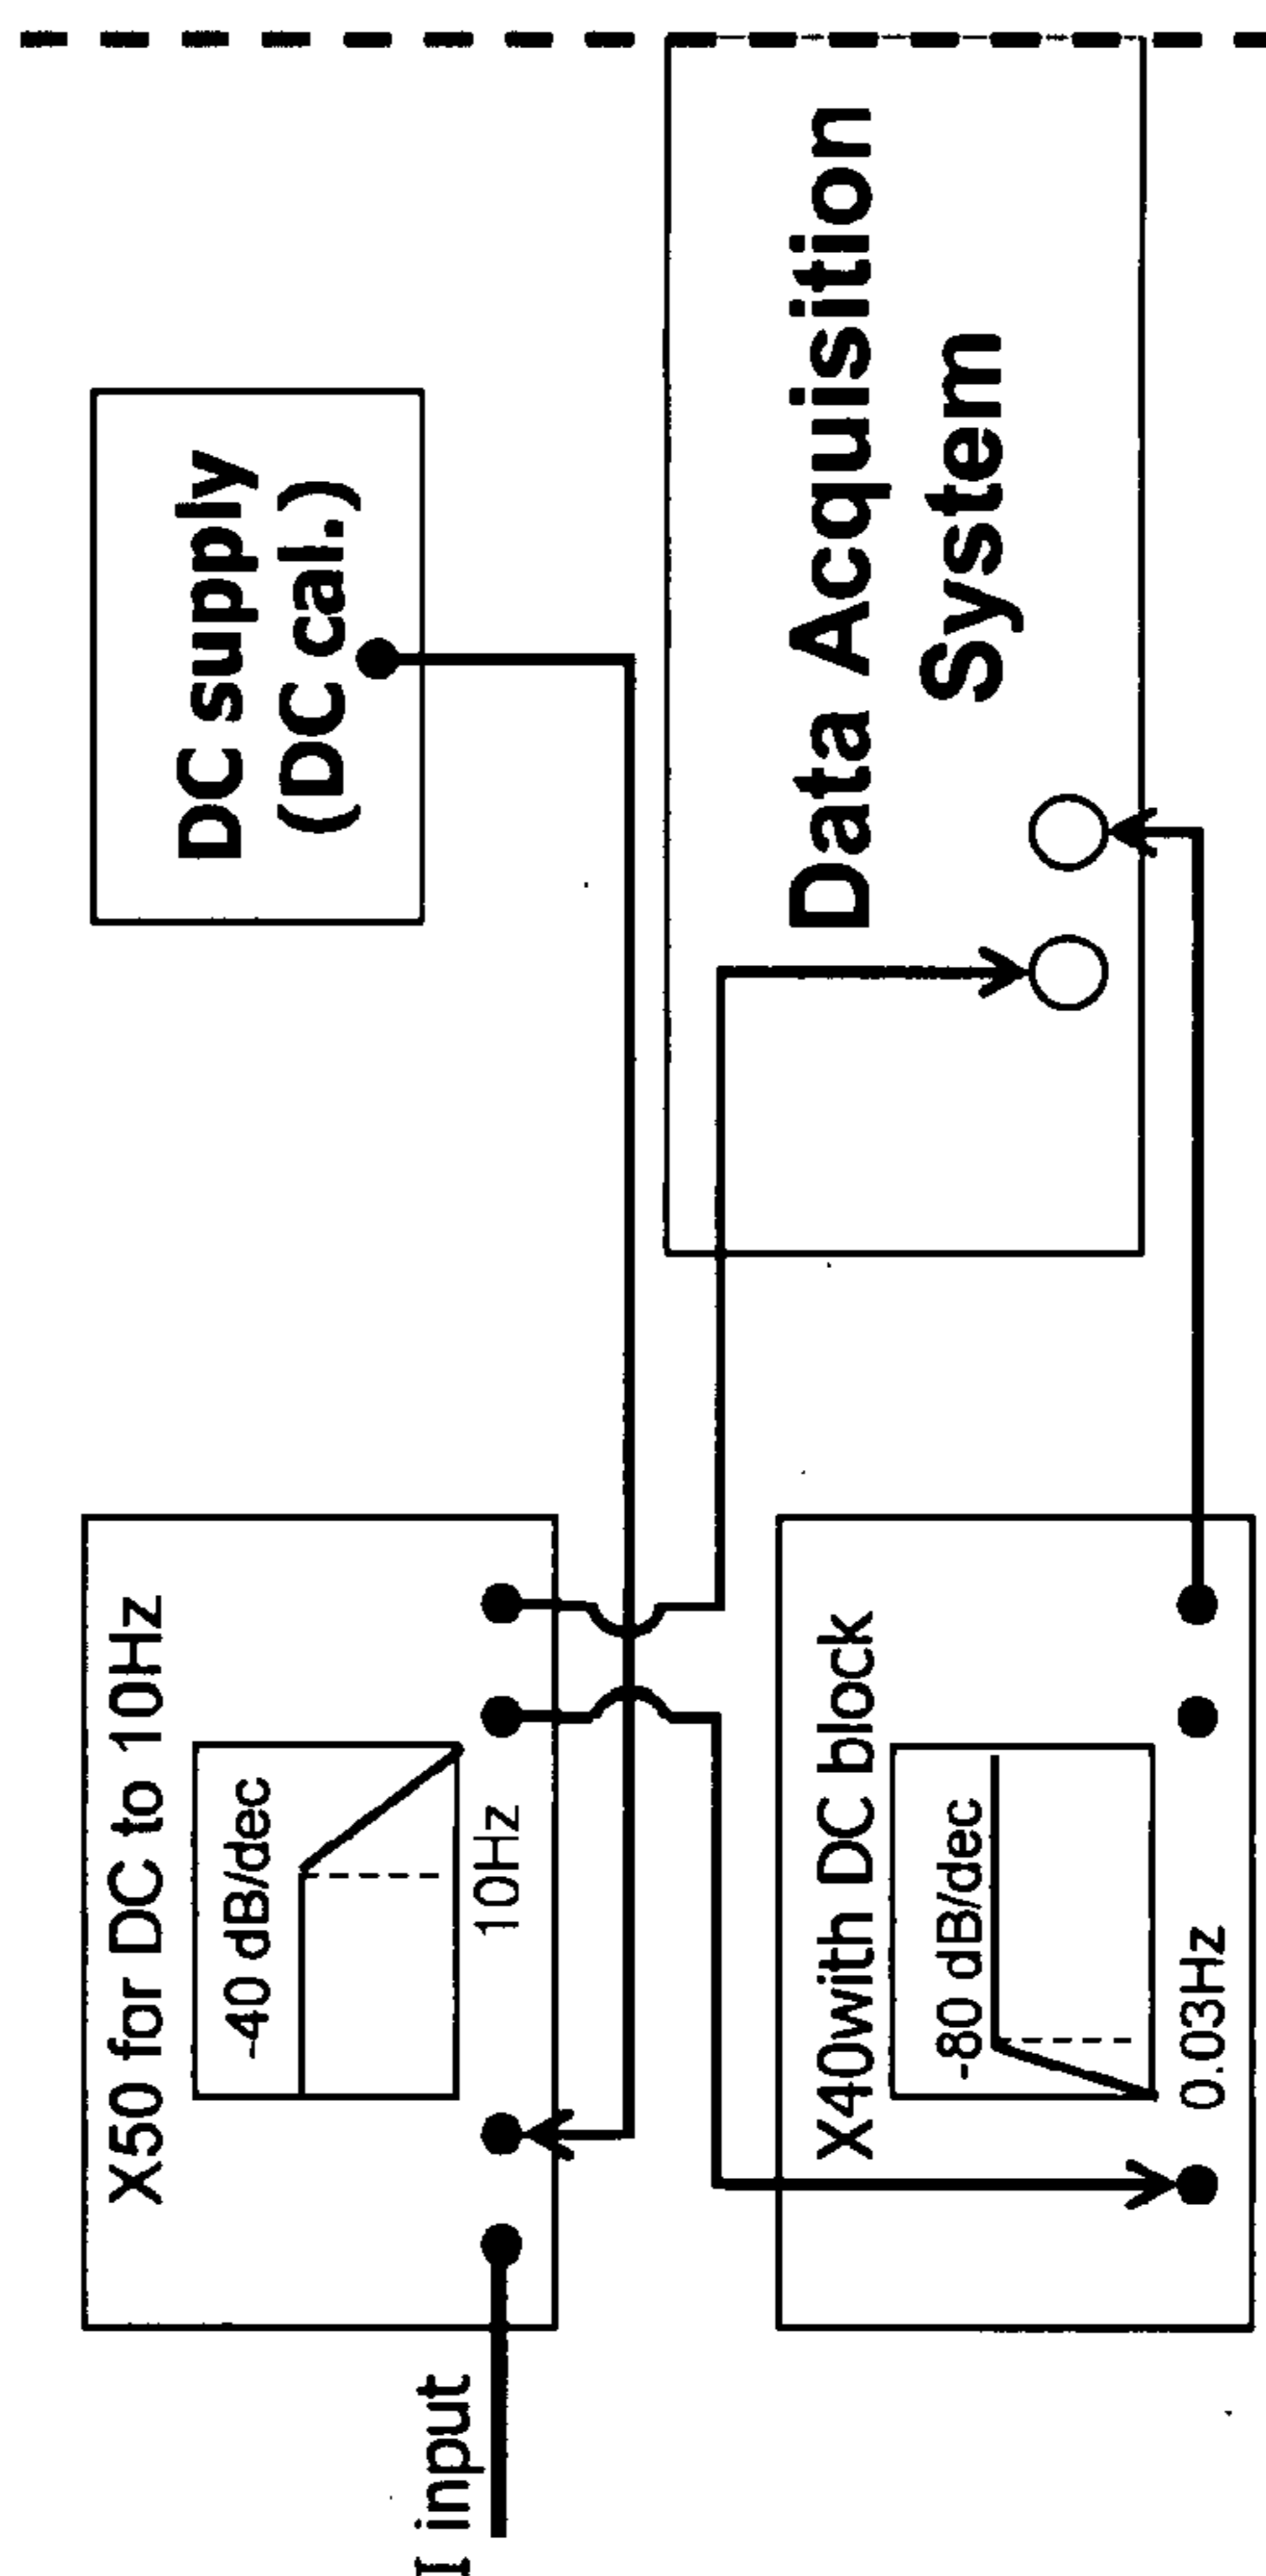 X50 for DC to 10Hz
-40 dB/dec
10Hz
I input
DC supply
(DC cal.)
X40with DC block
-80 dB/dec
0.03Hz
Data Acquisition
System